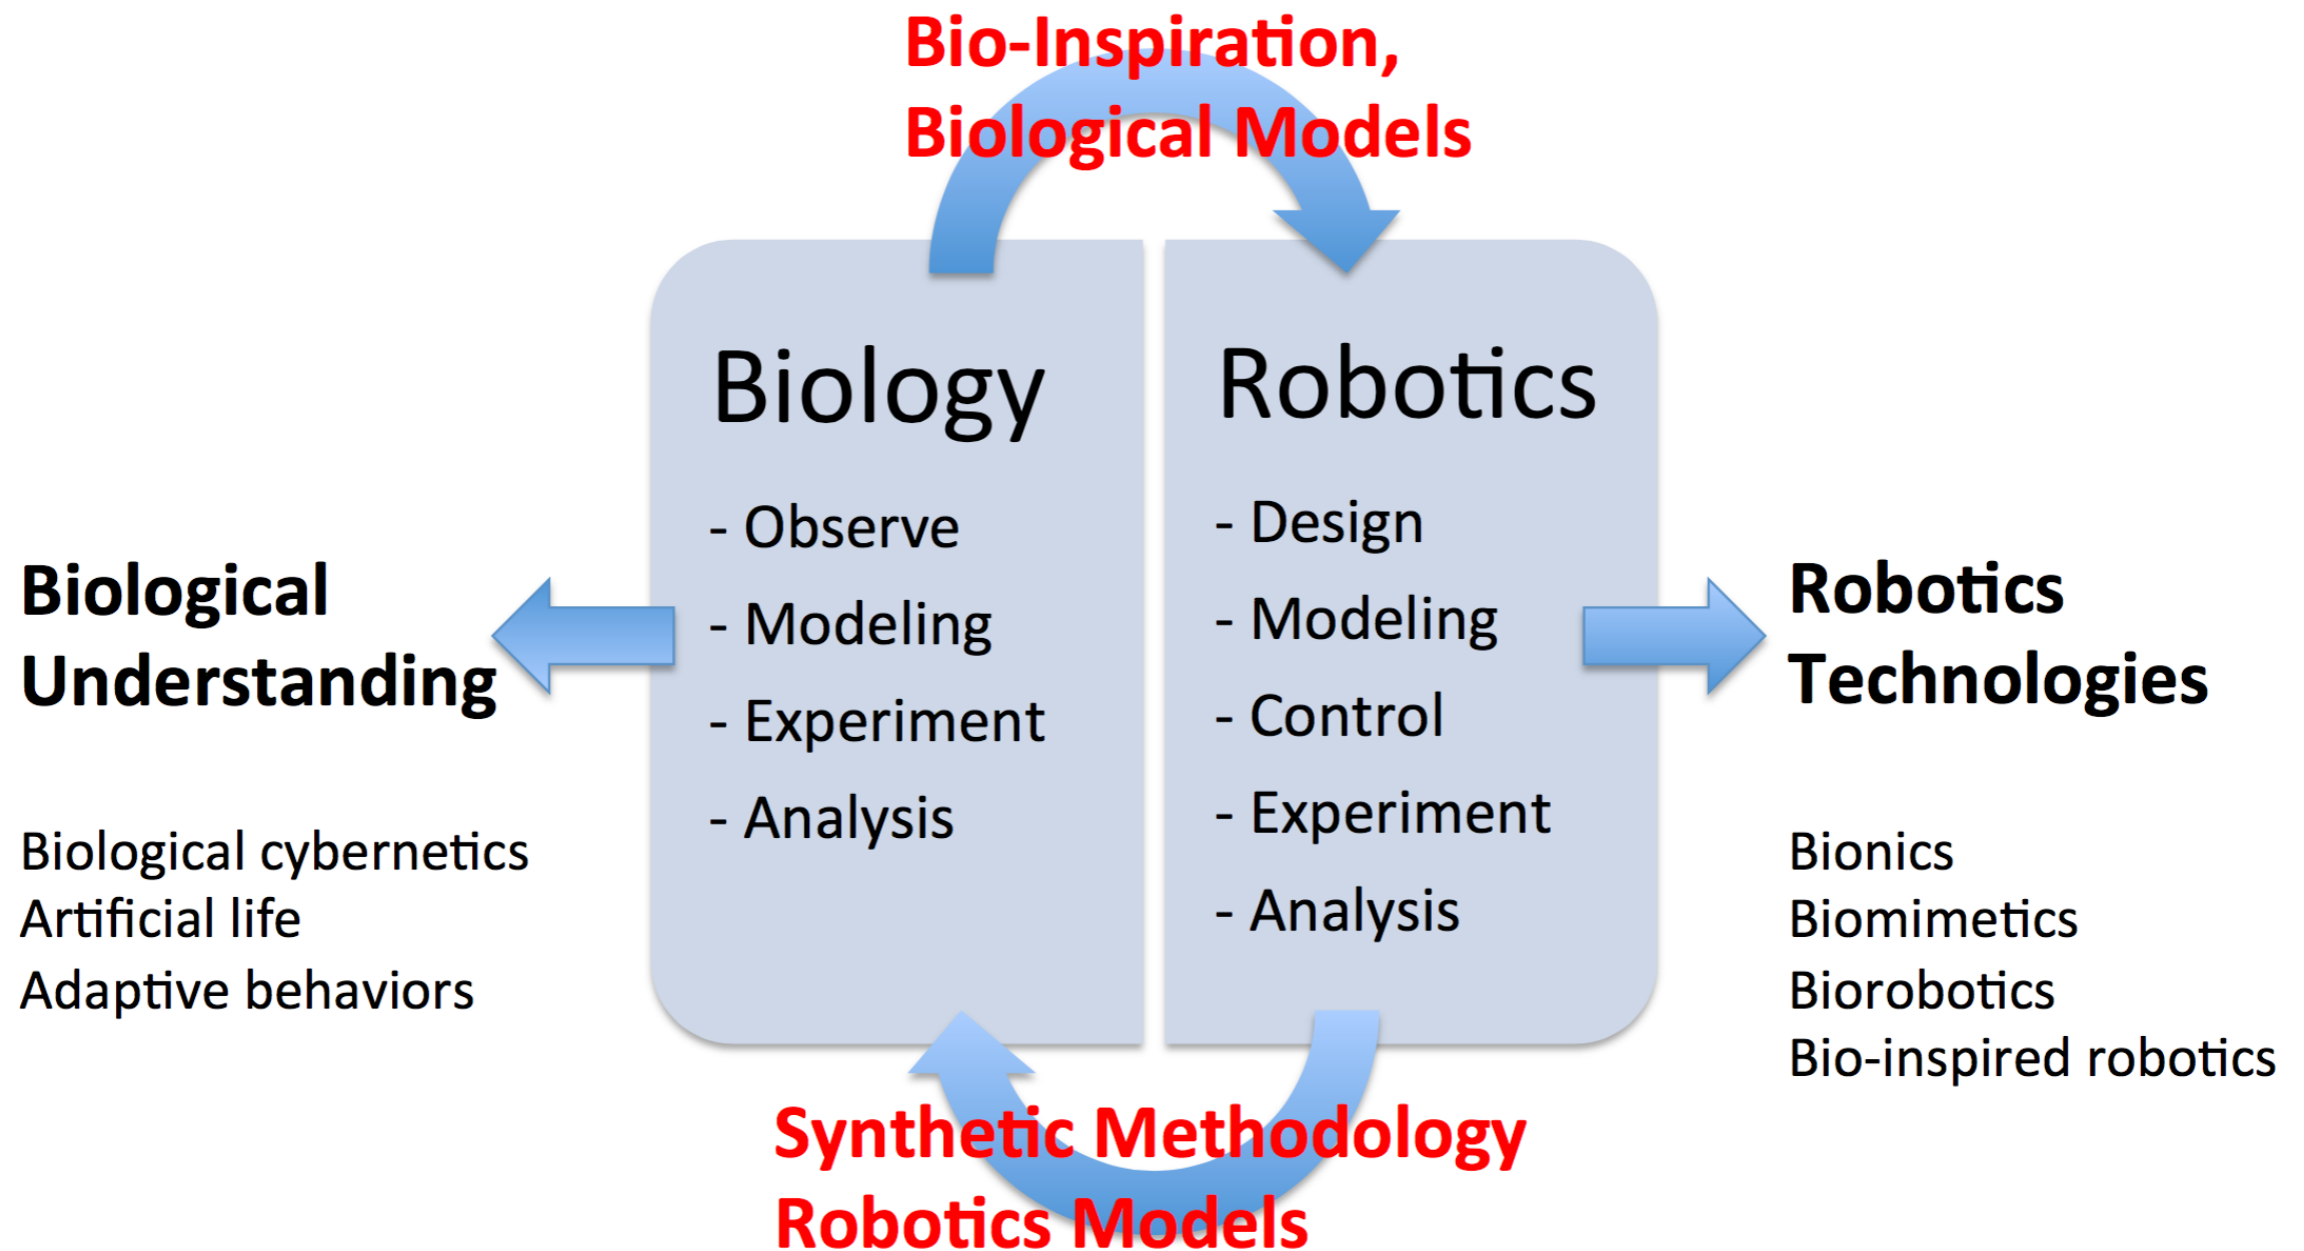 Bio-Inspiration,
Biological Models
Biology
- Observe
- Modeling
- Experiment
- Analysis
Robotics
- Design
- Modeling
- Control
- Experiment
- Analysis
Biological
Understanding
Biological cybernetics
Artificial life
Adaptive behaviors
Robotics
Technologies
Bionics
Biomimetics
Biorobotics
Bio-inspired robotics
Synthetic Methodology
Robotics Models